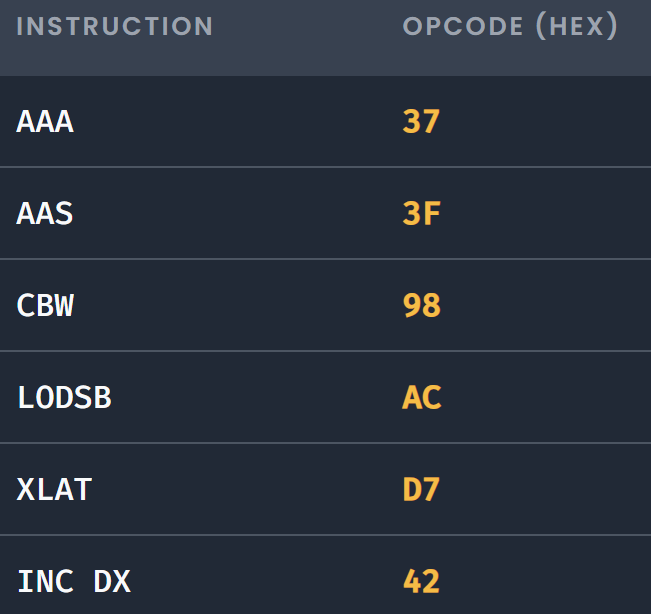 INSTRUCTION OPCODE (HEX)
AAA 37
AAS 3F
CBW 98
LODSB AC
XLAT D7
INC DX 42